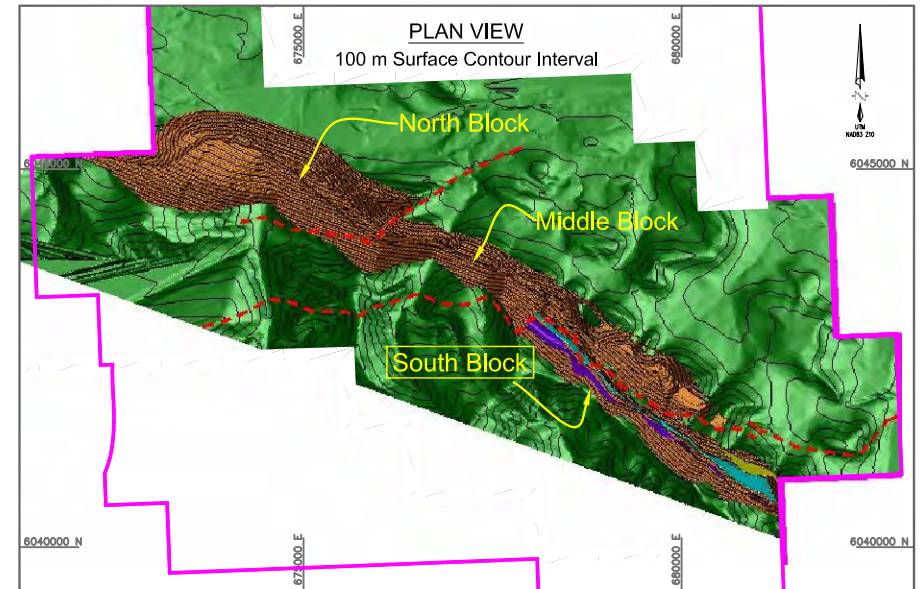 PLAN VIEW
100 m Surface Contour Interval
675000 E
680000 E
UTM
NAD83 Z10
North Block
6045000 N
Middle Block
South Block
6040000 N
6040000 N
675000 E
680000 E